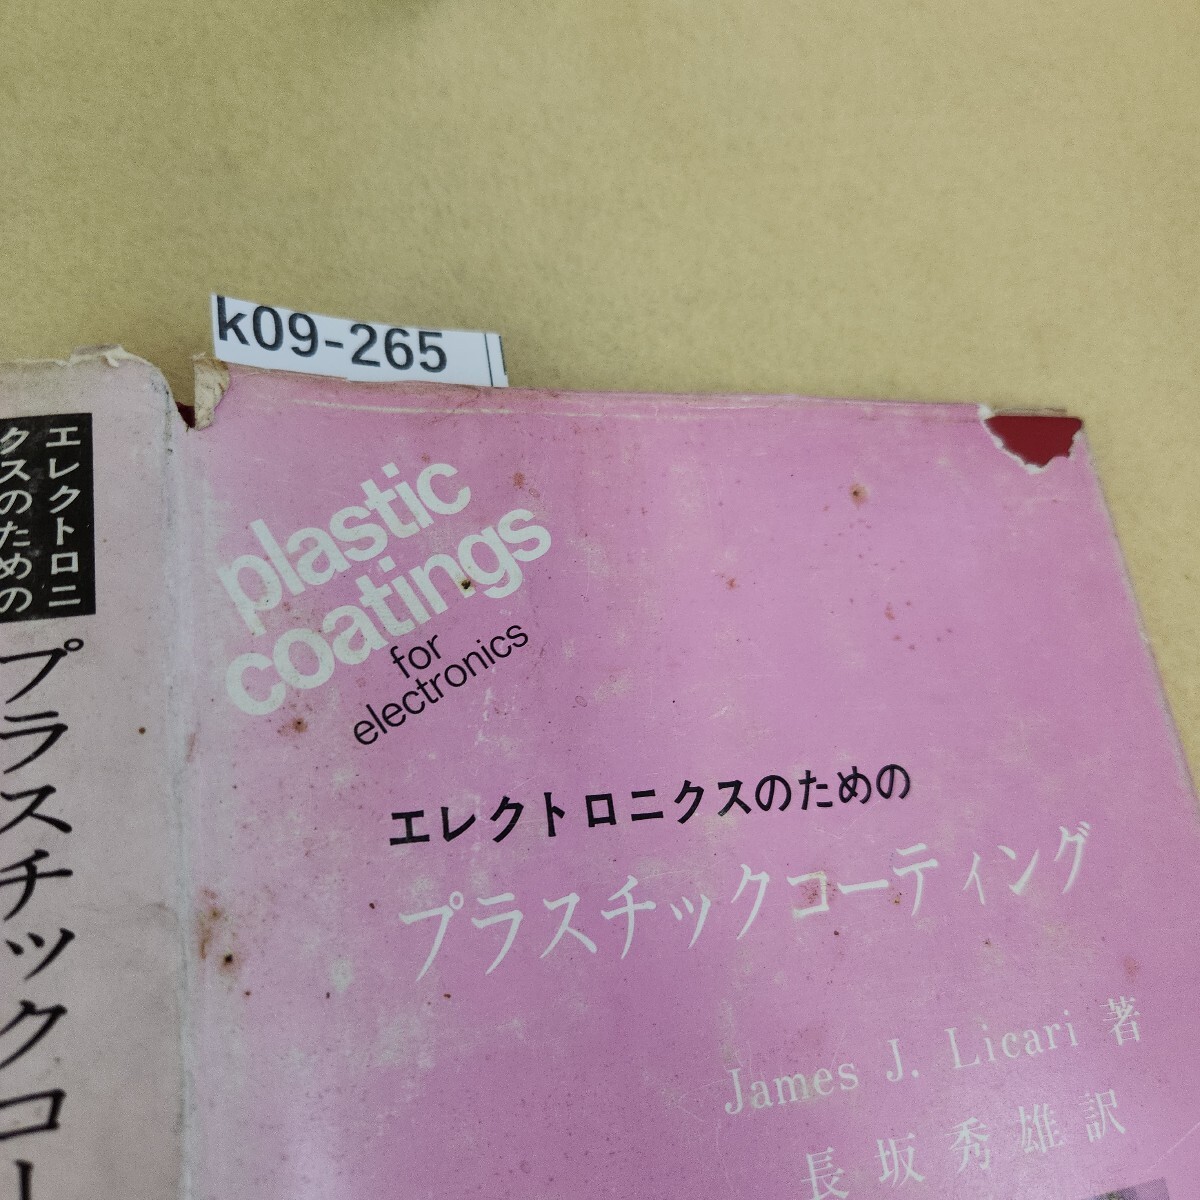 k09-265
エレクトロニ
クスのための
プラスチックコー
plastic
coatings
for
electronics
エレクトロニクスのための
プラスチックコーティング
James J. Licari 著
長坂秀雄訳